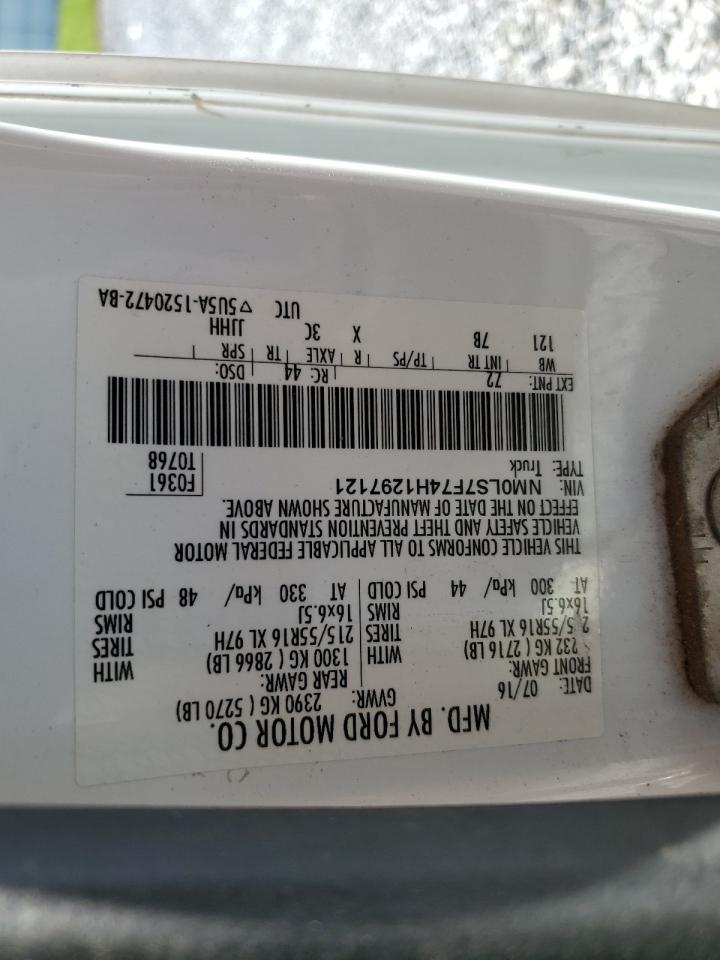 MFD. BY FORD MOTOR CO.
DATE: 07/16 GVWR: 2390 KG ( 5270 LB)
FRONT GAWR: REAR GAWR:
232 KG ( 2716 LB) 1300 KG ( 2866 LB) WITH
2 5/55R16 XL 97H TIRES 215/55R16 XL 97H TIRES
16x6.5J RIMS 16x6.5J RIMS
AT 300 kPa/ 44 PSI COLD AT 330 kPa/ 48 PSI COLD
THIS VEHICLE CONFORMS TO ALL APPLICABLE FEDERAL MOTOR
VEHICLE SAFETY AND THEFT PREVENTION STANDARDS IN
EFFECT ON THE DATE OF MANUFACTURE SHOWN ABOVE.
VIN: NM0LS7F74H1297121 F0361
TYPE: Truck T0768
EXT PNT: 72 RC: 44 DSO:
WB INT TR TP/PS R AXLE TR SPR
121 7B X 3C JJHH
UTC ▽5U5A-1520472-BA